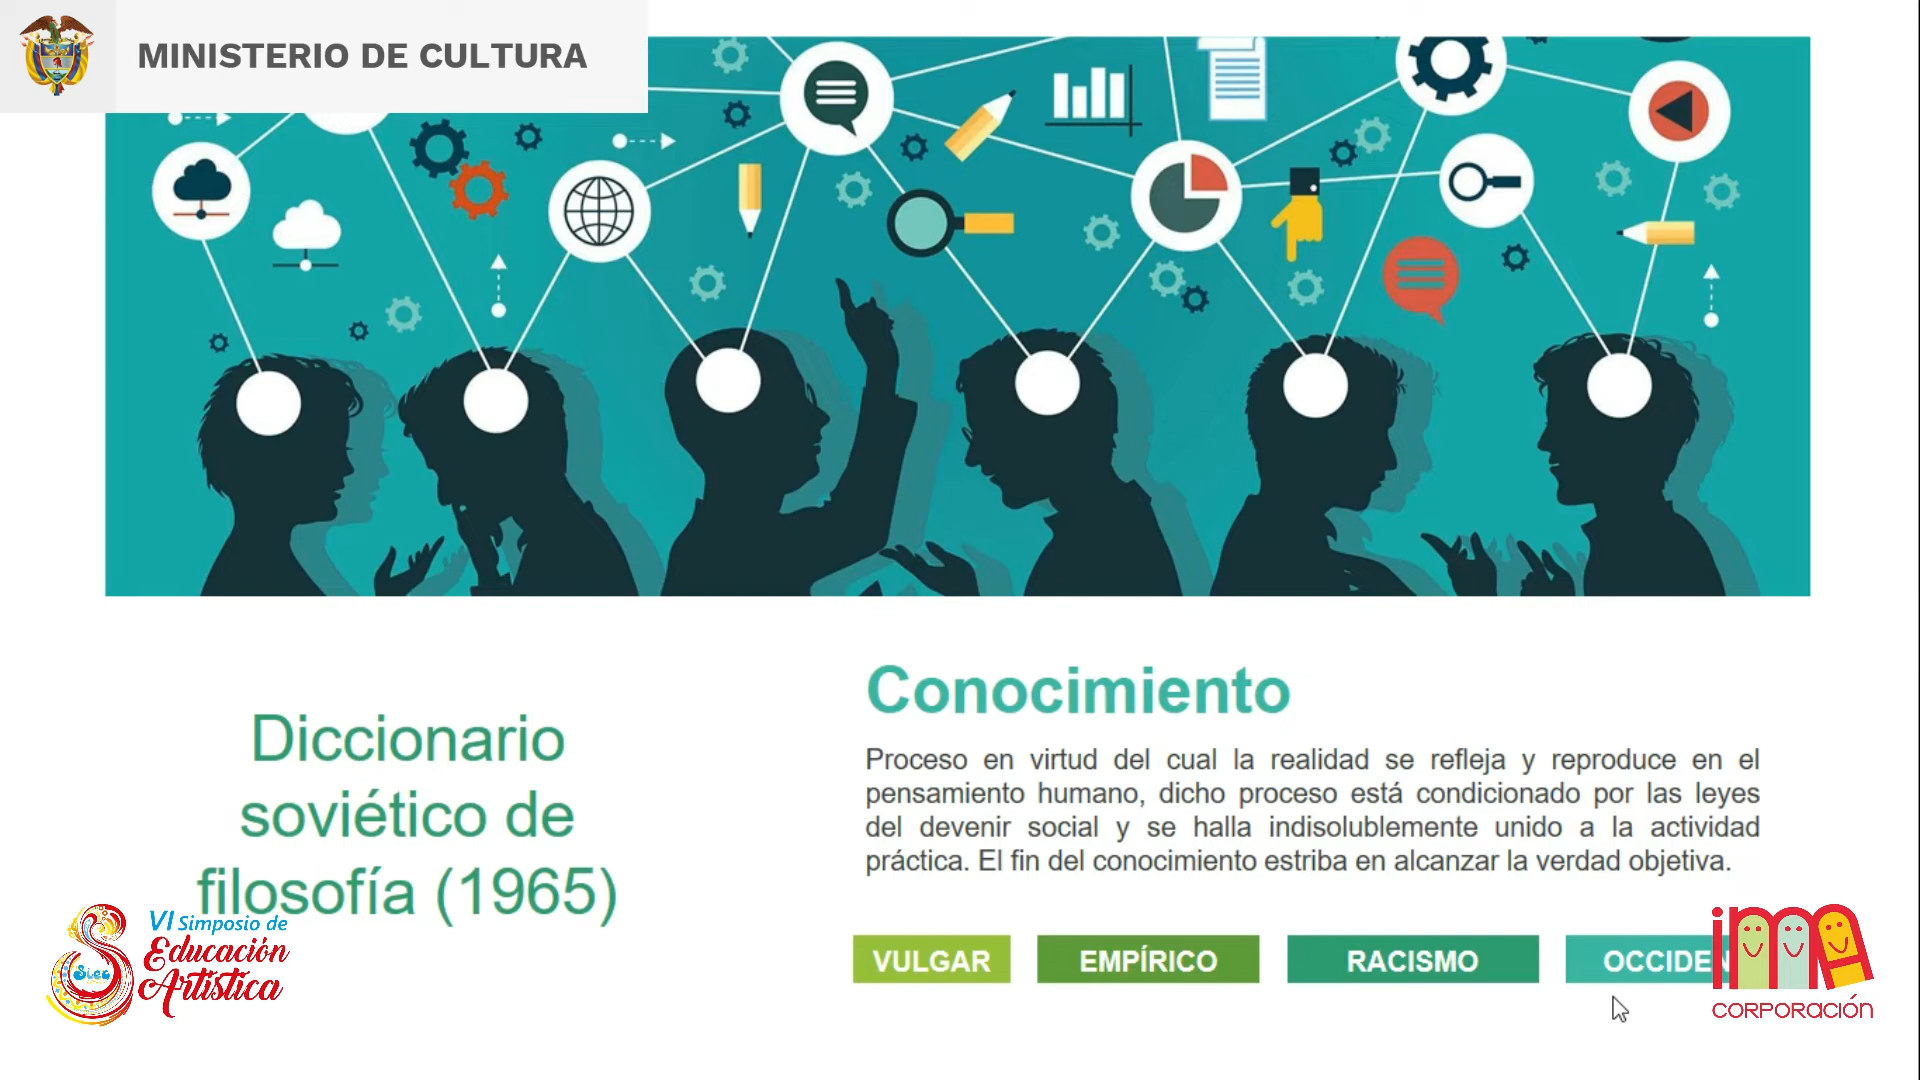 MINISTERIO DE CULTURA
Diccionario
soviético de
filosofía (1965)
Conocimiento
Proceso en virtud del cual la realidad se refleja y reproduce en el
pensamiento humano, dicho proceso está condicionado por las leyes
del devenir social y se halla indisolublemente unido a la actividad
práctica. El fin del conocimiento estriba en alcanzar la verdad objetiva.
VULGAR EMPÍRICO RACISMO
VI Simposio de
Educación
Artística
ima
CORPORACIÓN